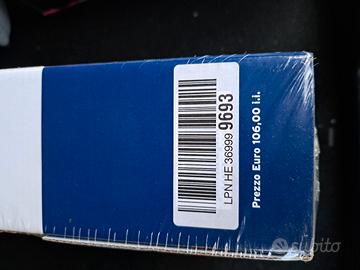 LPN HE 36999 9693
Prezzo Euro 106,00 i.i.
subito